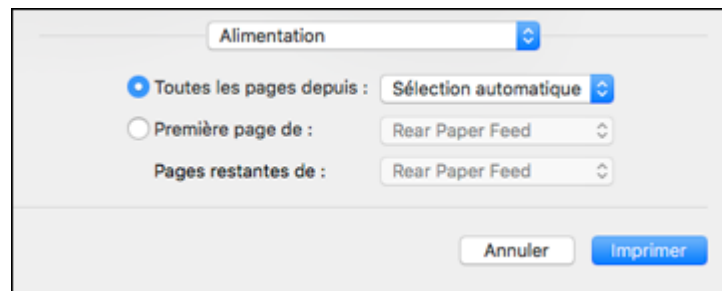 Alimentation
Toutes les pages depuis : Sélection automatique
Première page de : Rear Paper Feed
Pages restantes de : Rear Paper Feed
Annuler Imprimer